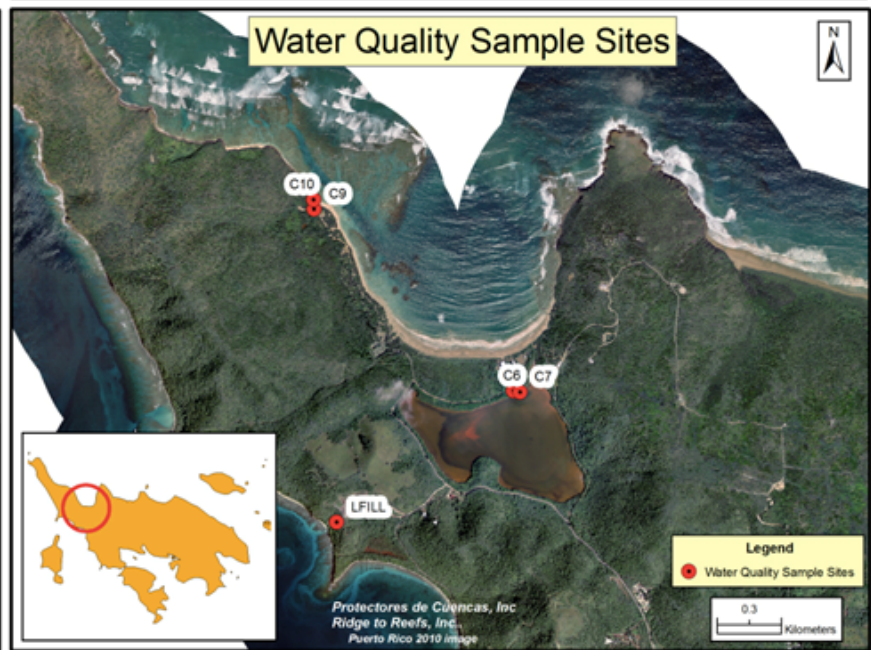 Water Quality Sample Sites
N
C10
C9
C6
C7
LFILL
Legend
Water Quality Sample Sites
0.3
Kilometers
Protectores de Cuencas, Inc
Ridge to Reefs, Inc.
Puerto Rico 2010 image